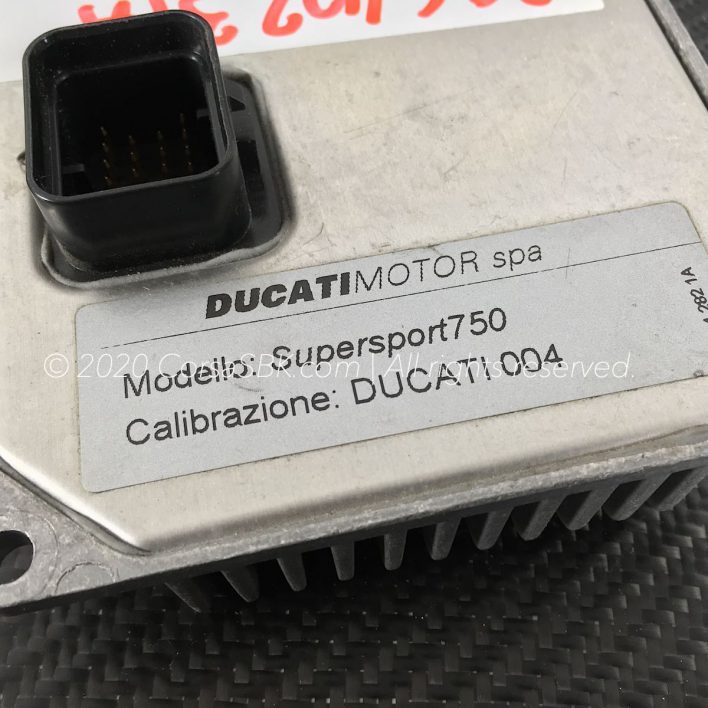 DUCATIMOTOR spa
Modello: Supersport750
Calibrazione: DUCATI 004
© 2020 CorsaSBK.com | All rights reserved.